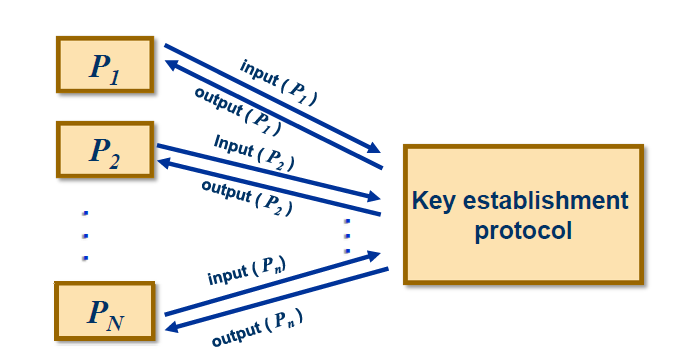 P1
input ( P1 )
output ( P1 )
P2
Input ( P2 )
output ( P2 )
Key establishment
protocol
PN
input ( Pn )
output ( Pn )